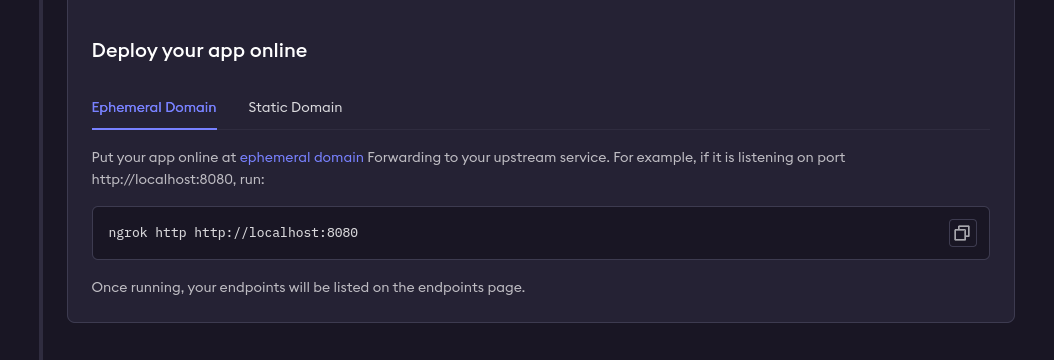 Deploy your app online
Ephemeral Domain Static Domain
Put your app online at ephemeral domain Forwarding to your upstream service. For example, if it is listening on port
http://localhost:8080, run:
ngrok http http://localhost:8080
Once running, your endpoints will be listed on the endpoints page.